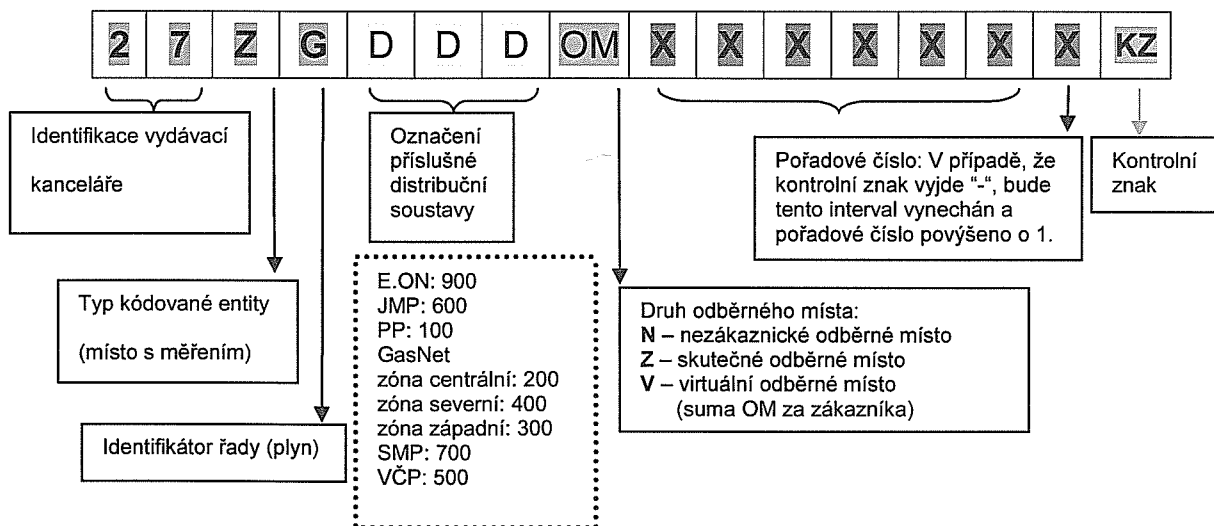 2 7 Z G D D D OM X X X X X X X KZ
Identifikace vydávací
kanceláře
Označení
příslušné
distribuční
soustavy
Pořadové číslo: V případě, že
kontrolní znak vyjde “-“, bude
tento interval vynechán a
pořadové číslo povýšeno o 1.
Kontrolní
znak
Typ kódované entity
(místo s měřením)
E.ON: 900
JMP: 600
PP: 100
GasNet
zóna centrální: 200
zóna severní: 400
zóna západní: 300
SMP: 700
VČP: 500
Druh odběrného místa:
N – nezákaznické odběrné místo
Z – skutečné odběrné místo
V – virtuální odběrné místo
(suma OM za zákazníka)
Identifikátor řady (plyn)